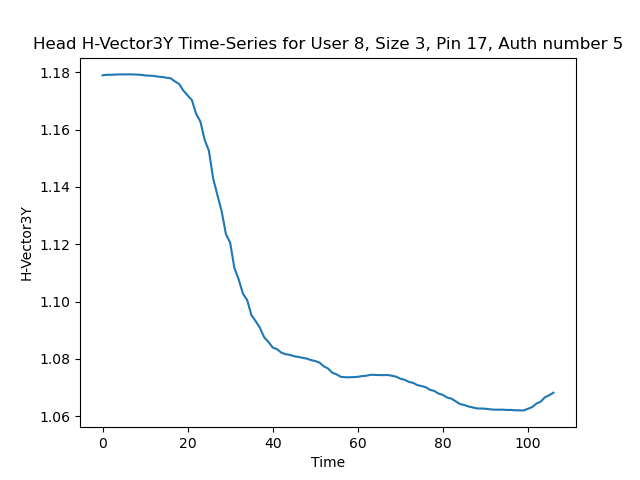 Head H-Vector3Y Time-Series for User 8, Size 3, Pin 17, Auth number 5
1.18
1.16
1.14
1.12
1.10
1.08
1.06
H-Vector3Y
0 20 40 60 80 100
Time